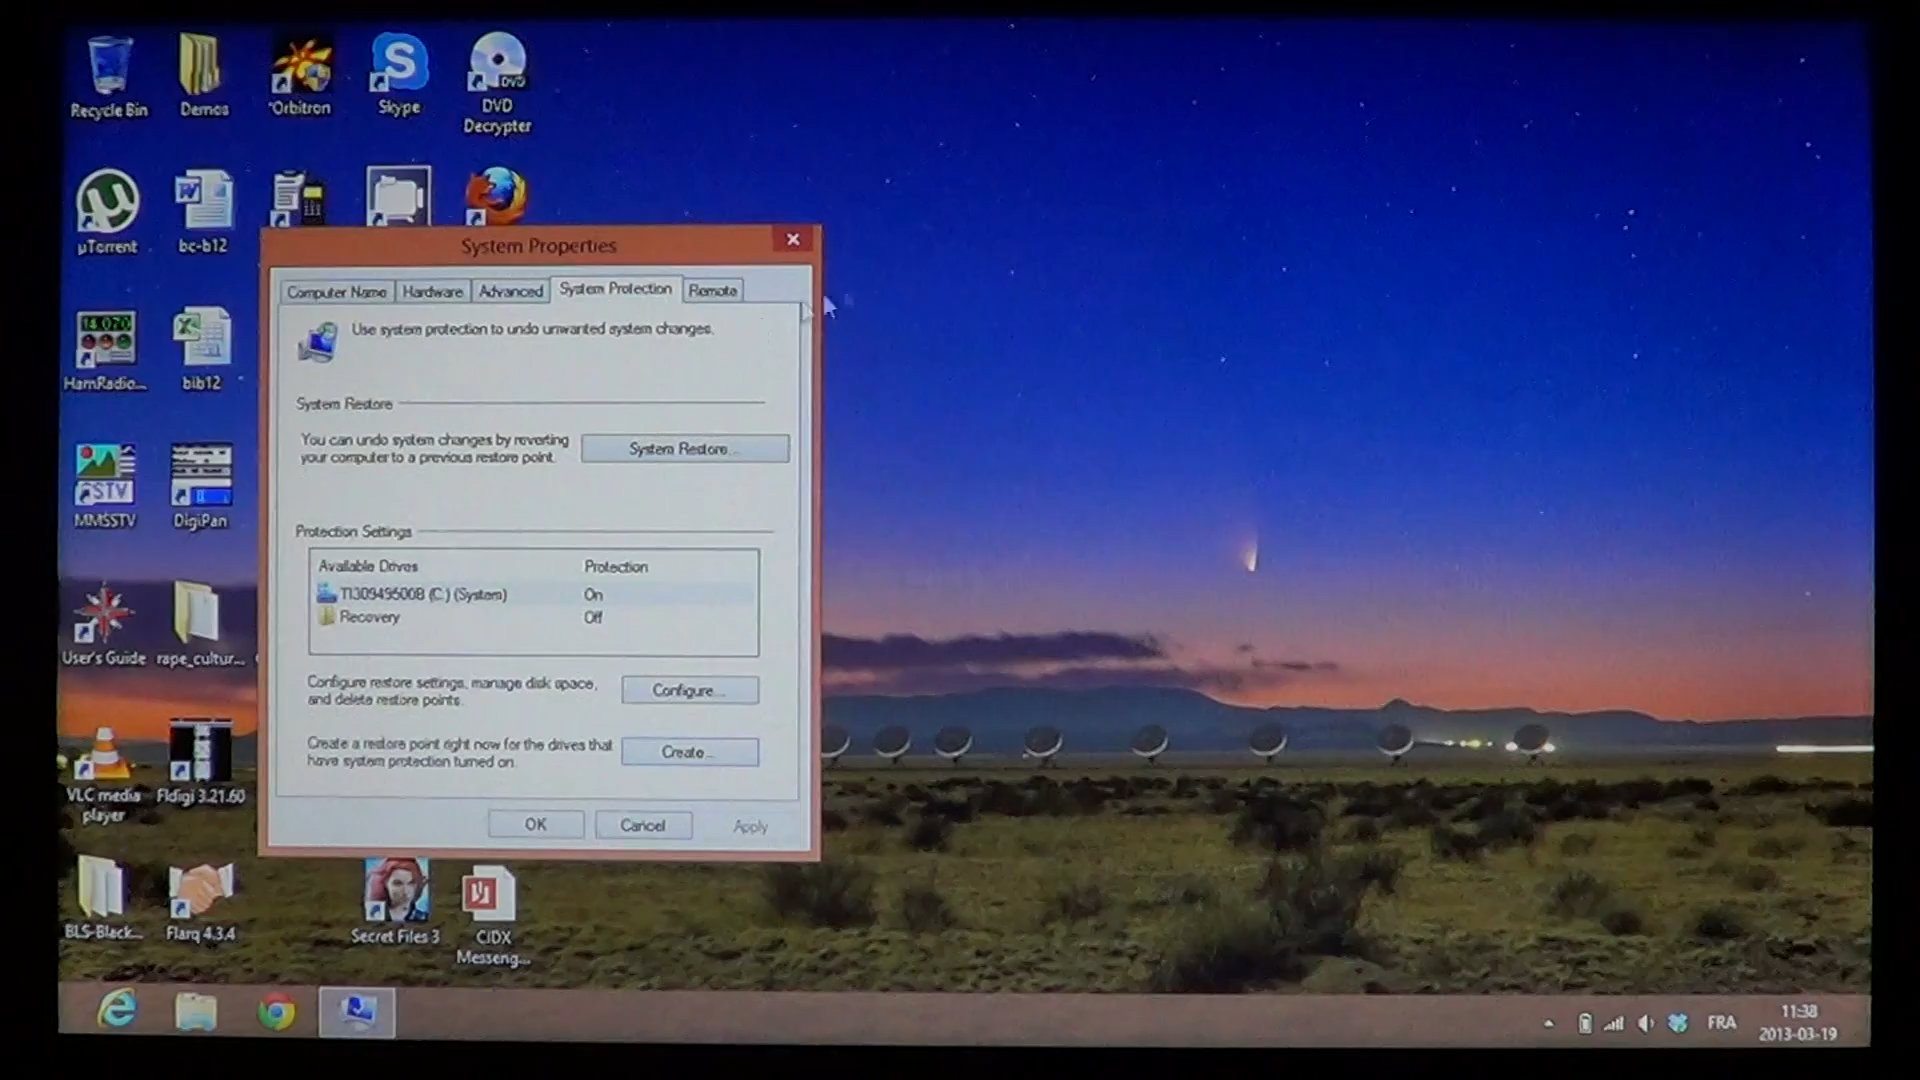 Recycle Bin
Demos
Orbitron
Skype
DVD
DVD
Decrypter
µTorrent
bc-b12
14.070
HamRadio...
bib12
SSTV
MMSSTV
DigiPan
User's Guide
rape_cultur...
VLC media
player
Fldigi 3.21.60
BLS-Black...
Flarq 4.3.4
Secret Files 3
CIDX
Messeng...
System Properties
Computer Name
Hardware
Advanced
System Protection
Remote
Use system protection to undo unwanted system changes.
System Restore
You can undo system changes by reverting
your computer to a previous restore point.
System Restore...
Protection Settings
Available Drives
Protection
TI30949500B (C:) (System)
On
Recovery
Off
Configure restore settings, manage disk space,
and delete restore points.
Configure...
Create a restore point right now for the drives that
have system protection turned on.
Create...
OK
Cancel
Apply
FRA
11:38
2013-03-19